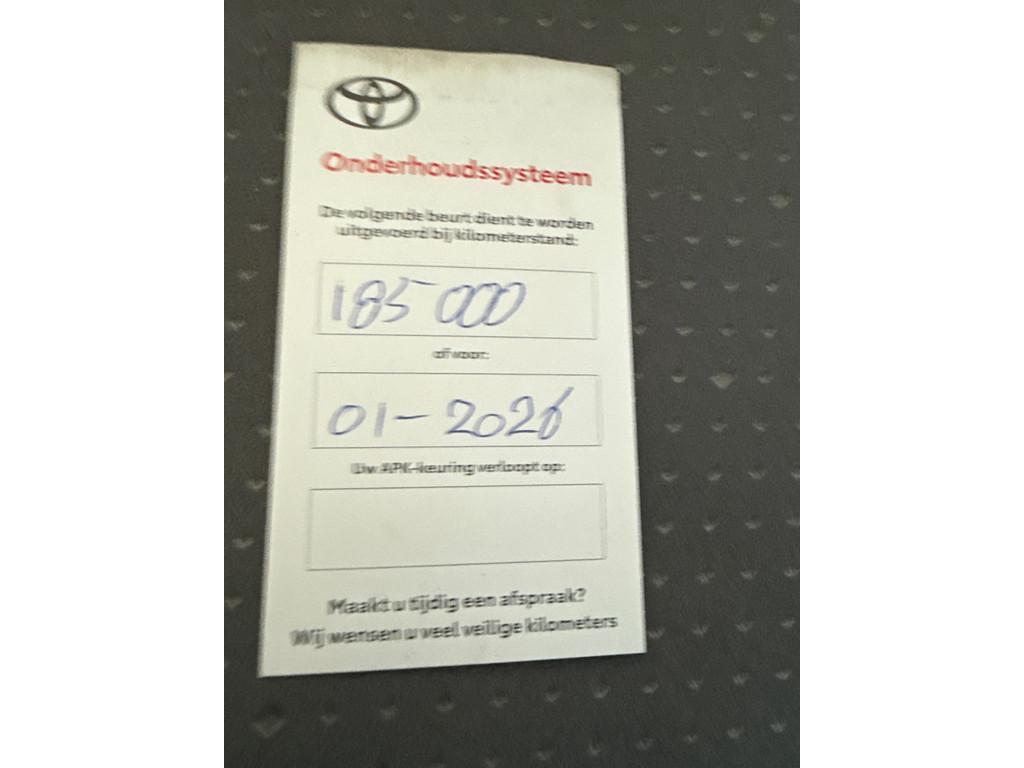 Onderhoudssysteem
De volgende beurt dient te worden
uitgevoerd bij kilometerstand:
185 000
of voor:
01-2026
Uw APK-keuring verloopt op:
Maakt u tijdig een afspraak?
Wij wensen u veel veilige kilometers